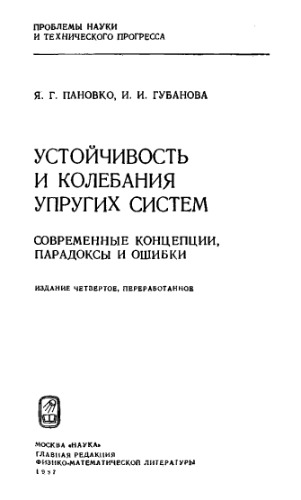 ПРОБЛЕМЫ НАУКИ
И ТЕХНИЧЕСКОГО ПРОГРЕССА
Я. Г. ПАНОВКО, И. И. ГУБАНОВА
УСТОЙЧИВОСТЬ
И КОЛЕБАНИЯ
УПРУГИХ СИСТЕМ
СОВРЕМЕННЫЕ КОНЦЕПЦИИ,
ПАРАДОКСЫ И ОШИБКИ
ИЗДАНИЕ ЧЕТВЕРТОЕ, ПЕРЕРАБОТАННОЕ
МОСКВА «НАУКА»
ГЛАВНАЯ РЕДАКЦИЯ
ФИЗИКО-МАТЕМАТИЧЕСКОЙ ЛИТЕРАТУРЫ